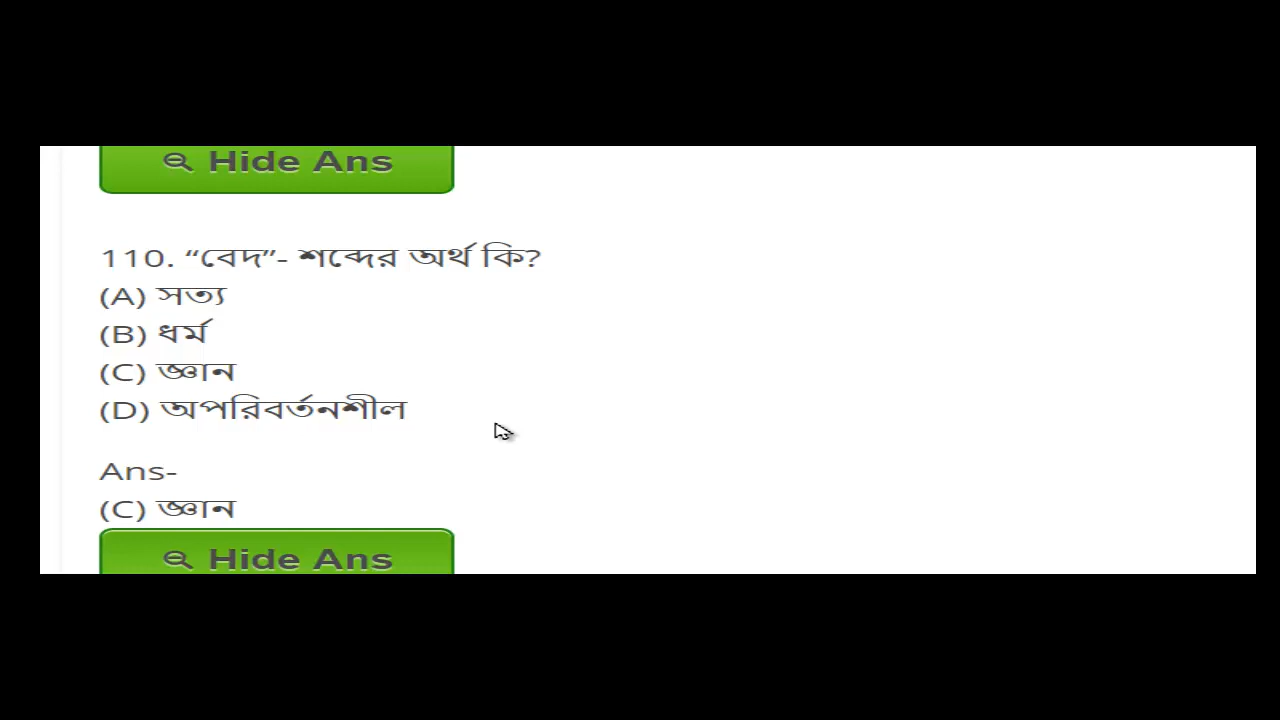 Hide Ans
110. “বেদ”- শব্দের অর্থ কি?
(A) সত্য
(B) ধর্ম
(C) জ্ঞান
(D) অপরিবর্তনশীল
Ans-
(C) জ্ঞান
Hide Ans